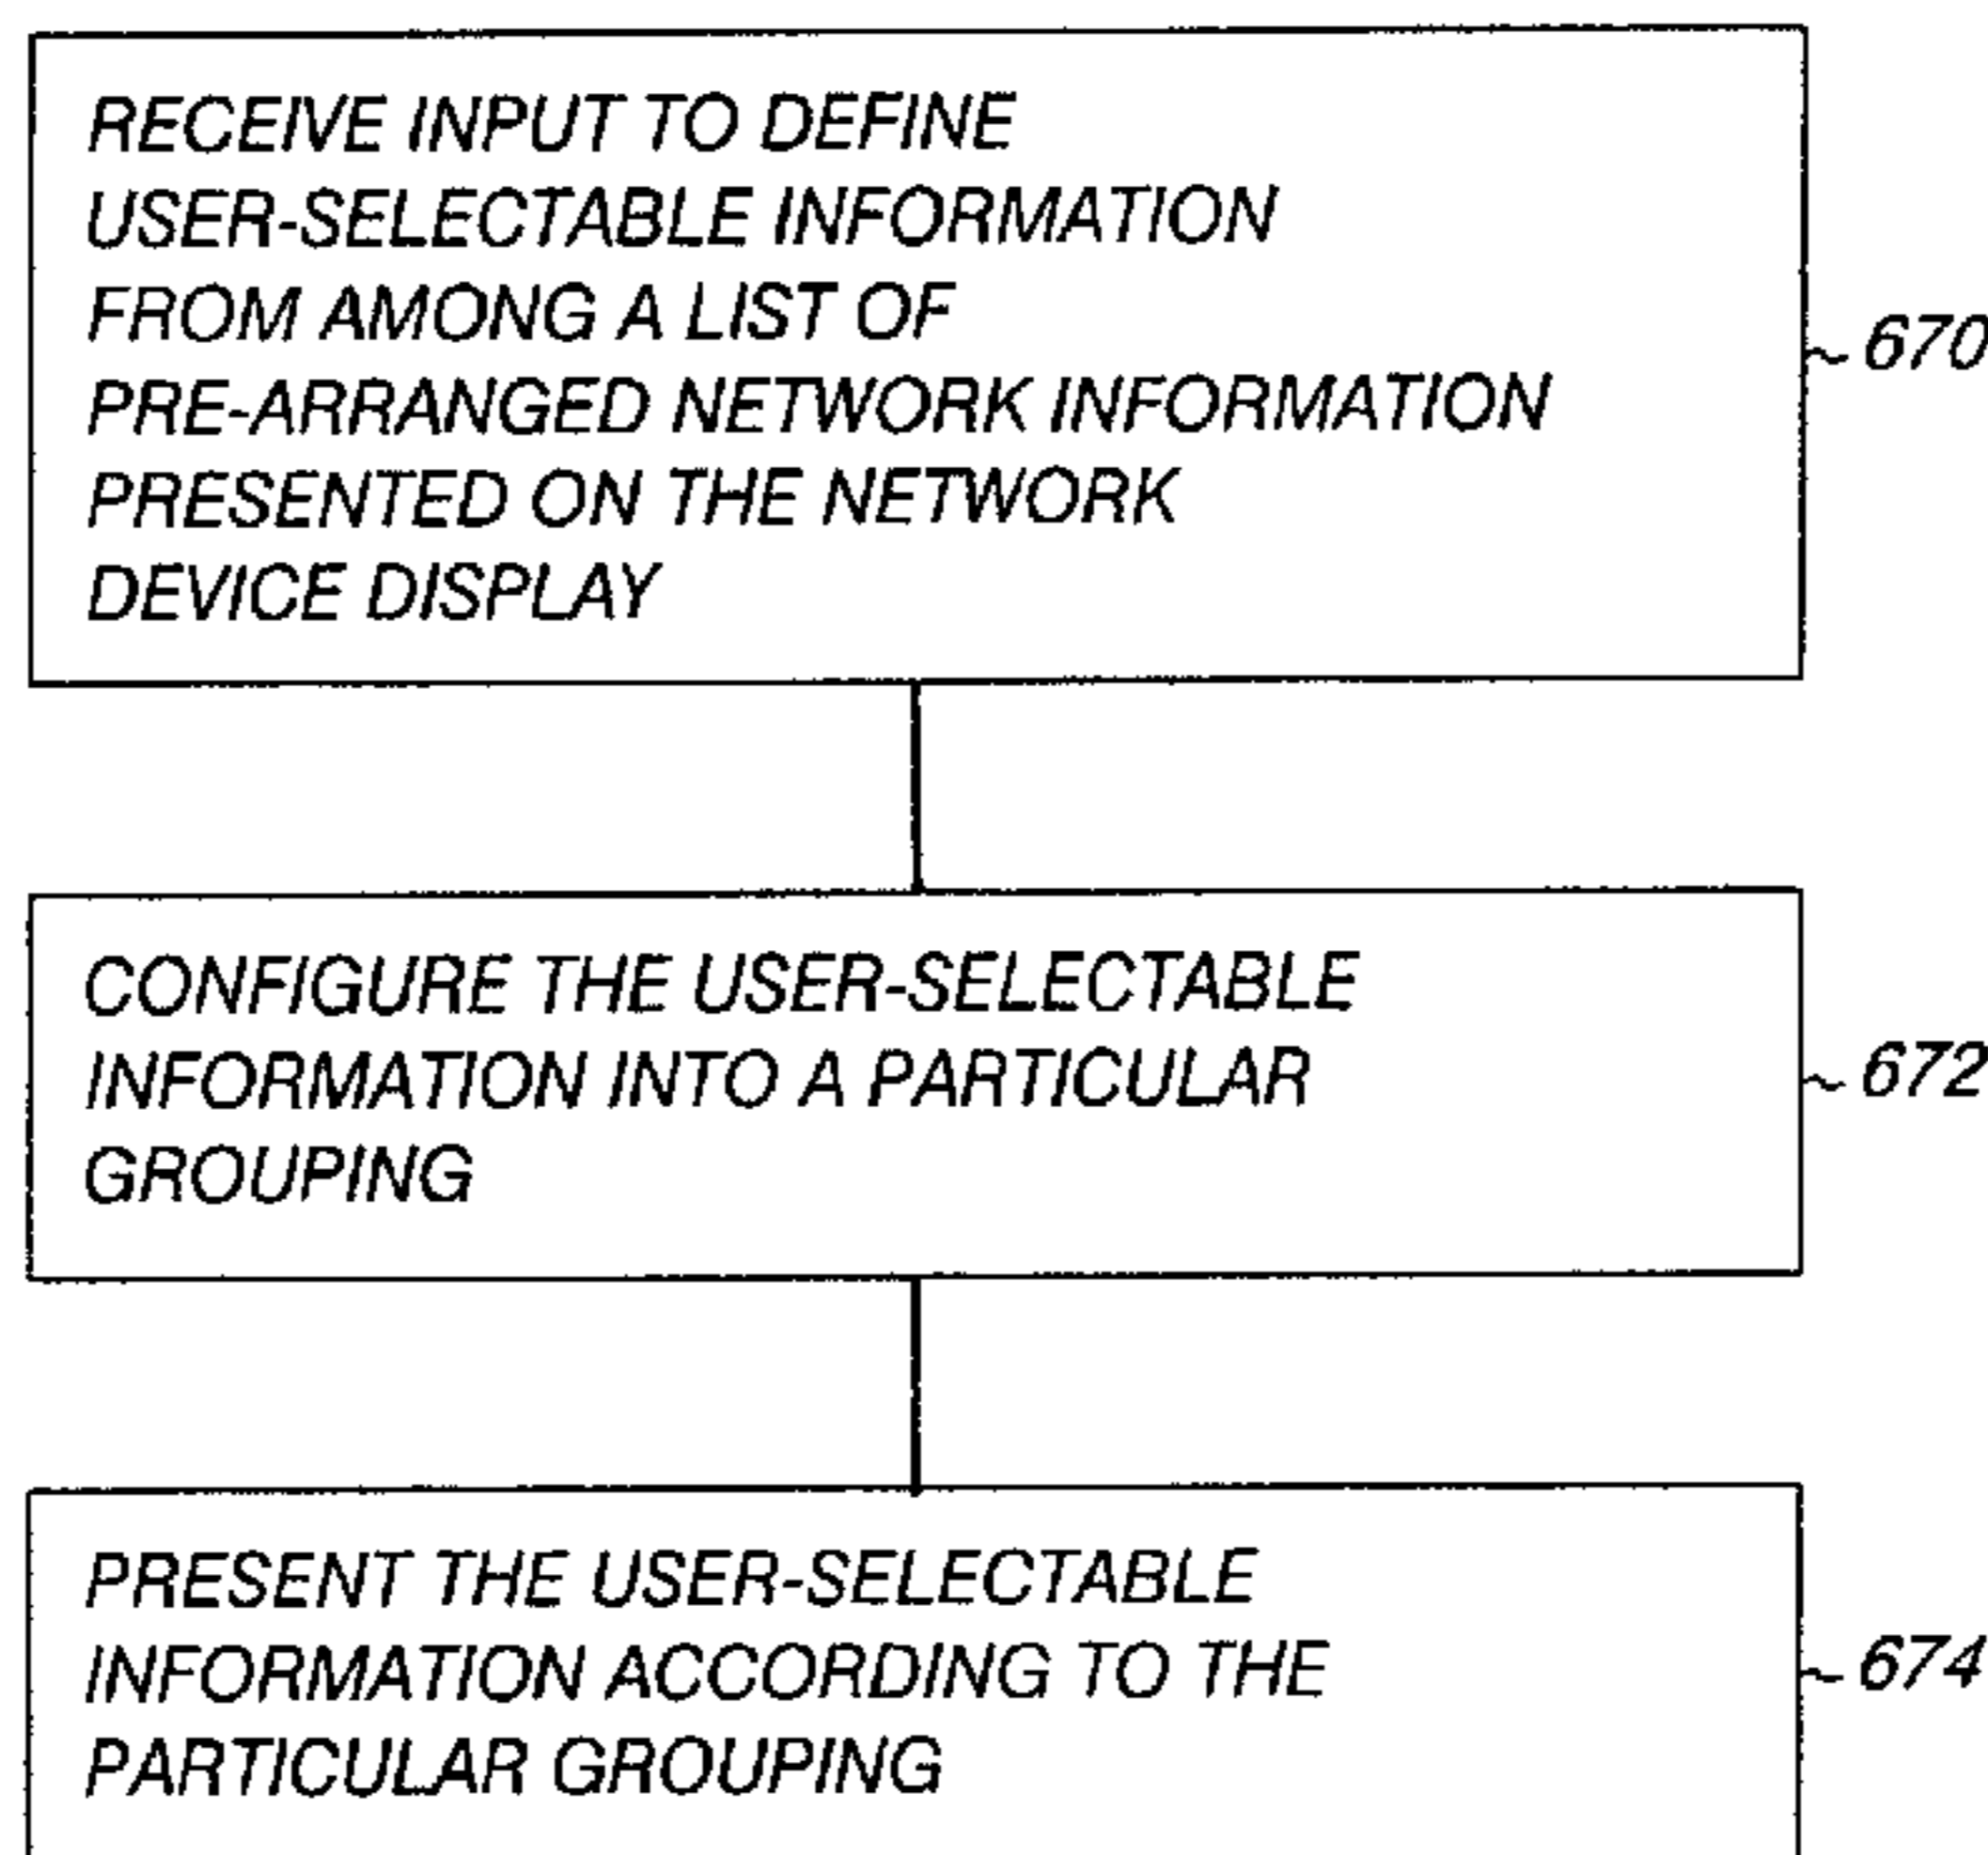 RECEIVE INPUT TO DEFINE
USER-SELECTABLE INFORMATION
FROM AMONG A LIST OF
PRE-ARRANGED NETWORK INFORMATION
PRESENTED ON THE NETWORK
DEVICE DISPLAY
670
CONFIGURE THE USER-SELECTABLE
INFORMATION INTO A PARTICULAR
GROUPING
672
PRESENT THE USER-SELECTABLE
INFORMATION ACCORDING TO THE
PARTICULAR GROUPING
674